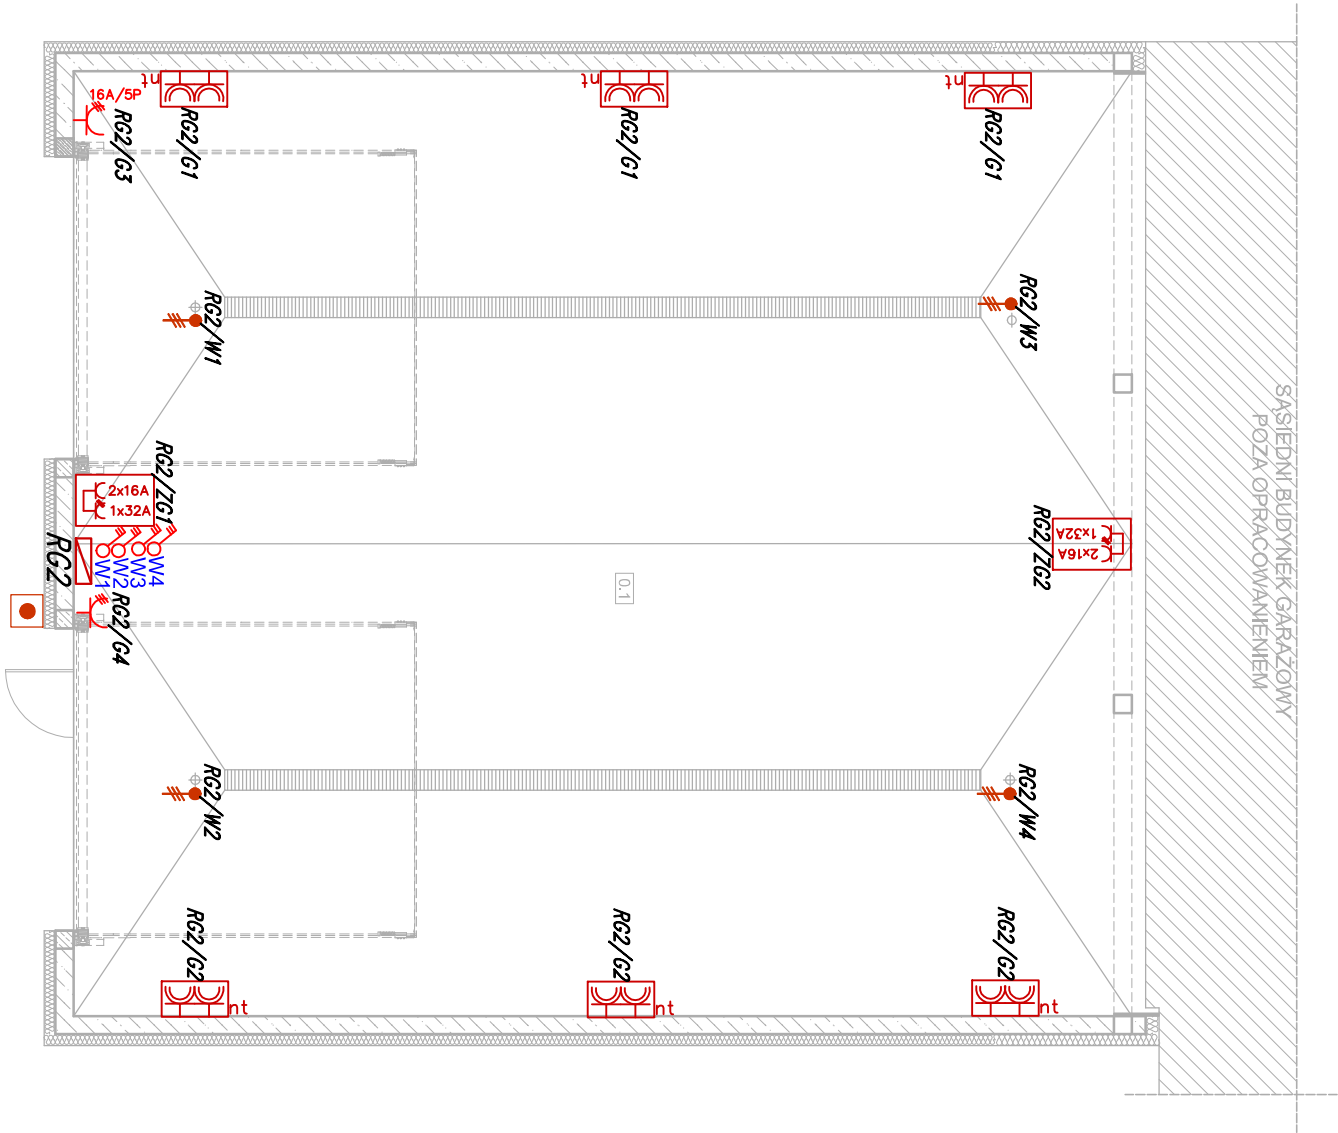 nt
nt
nt
16A/5P
RG2/G3
RG2/G1
RG2/G1
RG2/G1
RG2/W1
RG2/W3
SĄSIEDNI BUDYNEK GARAŻOWY
POZA OPRACOWANIENIEM
RG2/ZG1
2x16A
1x32A
RG2/ZG2
1x32A
2x16A
RG2
W1
W2
W3
W4
0.1
RG2/G4
RG2/W2
RG2/W4
RG2/G2
RG2/G2
RG2/G2
nt
nt
nt